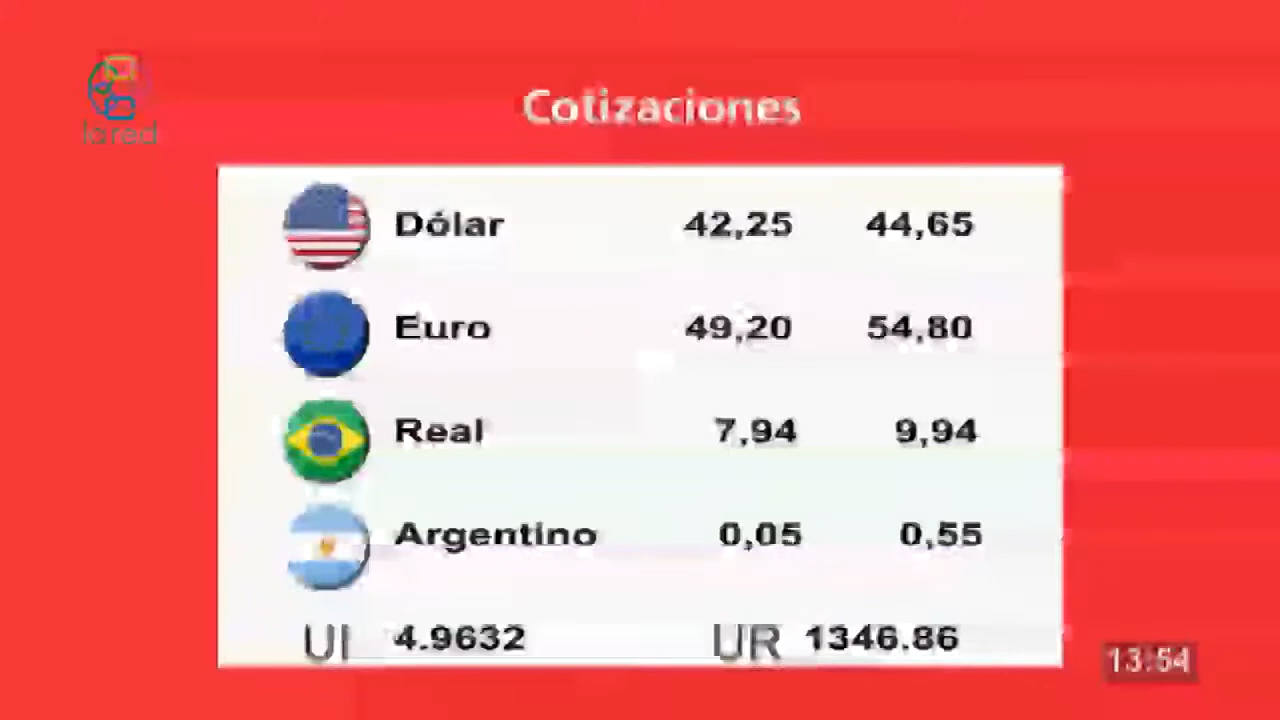 la red
Cotizaciones
Dólar 42,25 44,65
Euro 49,20 54,80
Real 7,94 9,94
Argentino 0,05 0,55
UI 4.9632 UR 1346.86
13:54